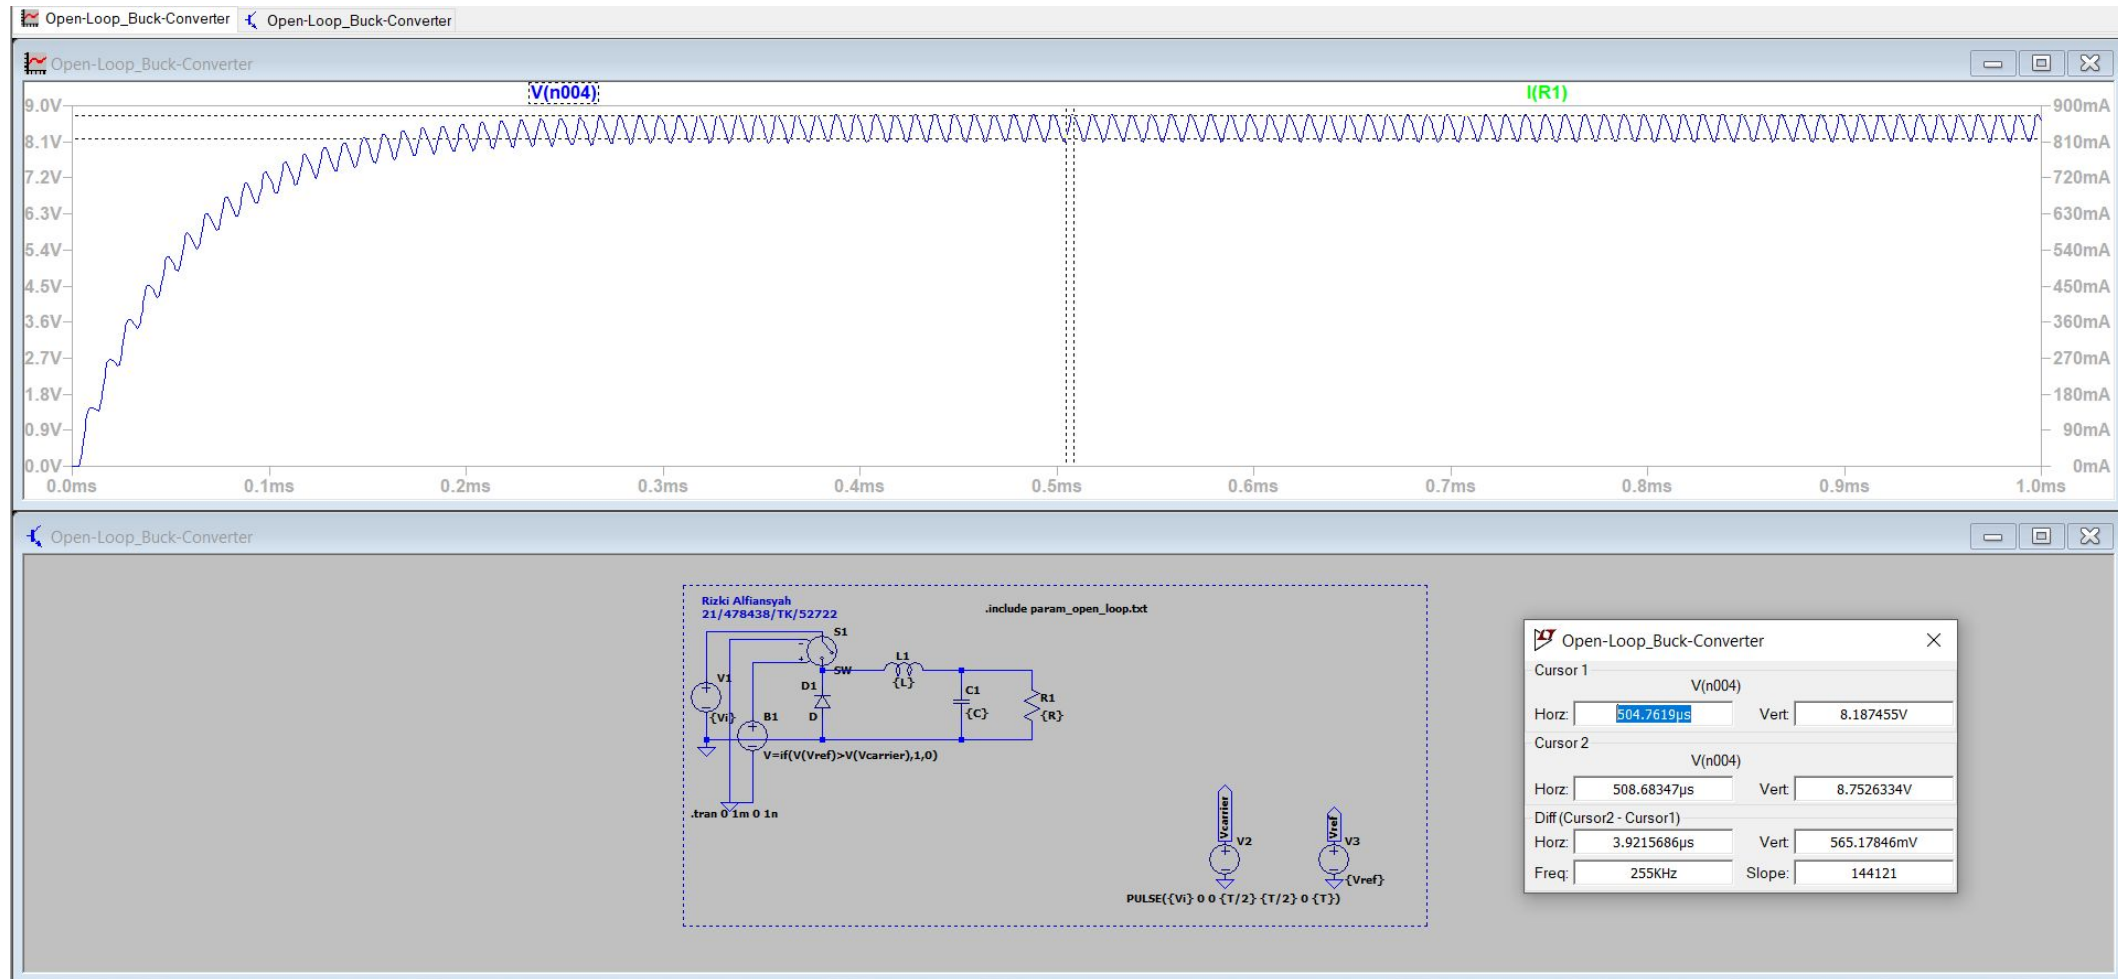 Open-Loop_Buck-Converter
Open-Loop_Buck-Converter
Open-Loop_Buck-Converter
V(n004)
I(R1)
9.0V
8.1V
7.2V
6.3V
5.4V
4.5V
3.6V
2.7V
1.8V
0.9V
0.0V
900mA
810mA
720mA
630mA
540mA
450mA
360mA
270mA
180mA
90mA
0mA
0.0ms
0.1ms
0.2ms
0.3ms
0.4ms
0.5ms
0.6ms
0.7ms
0.8ms
0.9ms
1.0ms
Open-Loop_Buck-Converter
Rizki Alfiansyah
21/478438/TK/52722
.include param_open_loop.txt
S1
SW
V1
{Vi}
B1
V=if(V(Vref)>V(Vcarrier),1,0)
D1
D
L1
{L}
C1
{C}
R1
{R}
.tran 0 1m 0 1n
Vcarrier
V2
PULSE({Vi} 0 0 {T/2} {T/2} 0 {T})
Vref
V3
{Vref}
Open-Loop_Buck-Converter
Cursor 1
V(n004)
Horz: 504.7619µs Vert: 8.187455V
Cursor 2
V(n004)
Horz: 508.68347µs Vert: 8.7526334V
Diff (Cursor2 - Cursor1)
Horz: 3.9215686µs Vert: 565.17846mV
Freq: 255KHz Slope: 144121